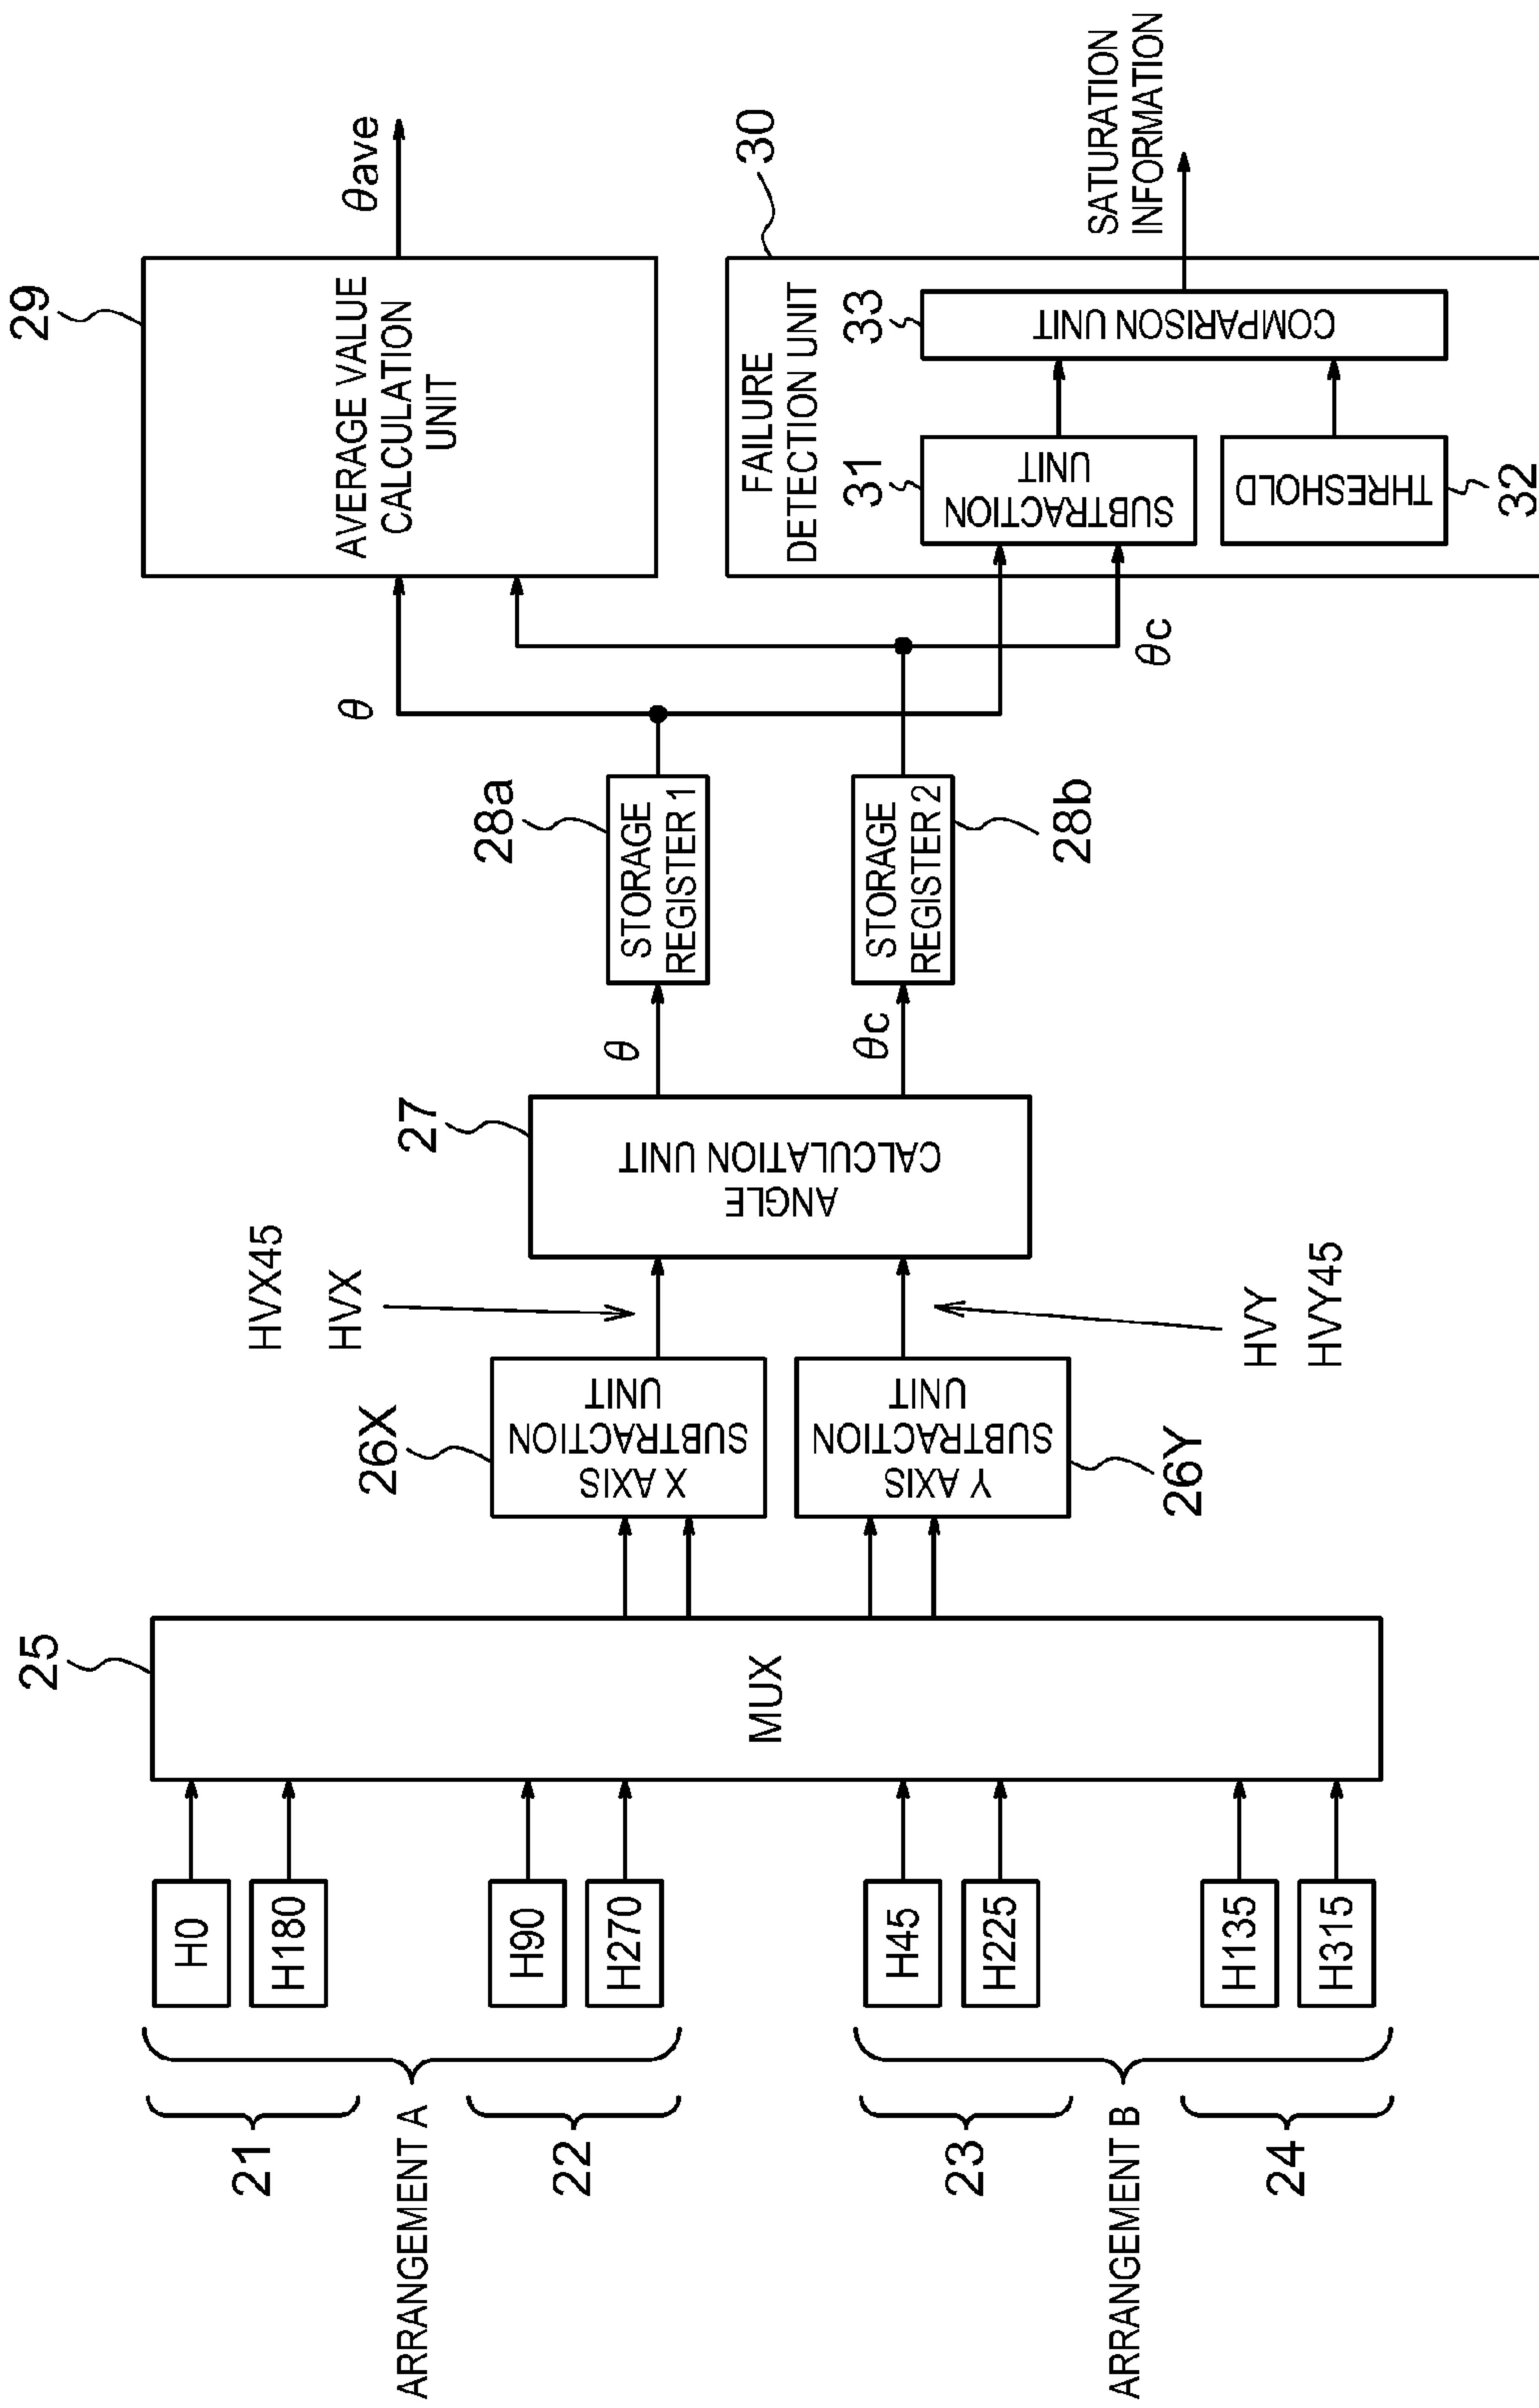 ARRANGEMENT A
21
22
H0
H180
H90
H270
ARRANGEMENT B
23
24
H45
H225
H135
H315
25
MUX
26X
X AXIS
SUBTRACTION
UNIT
26Y
Y AXIS
SUBTRACTION
UNIT
HVX45
HVX
HVY
HVY45
27
ANGLE
CALCULATION UNIT
θ
θc
28a
STORAGE
REGISTER 1
28b
STORAGE
REGISTER 2
θ
θc
29
AVERAGE VALUE
CALCULATION
UNIT
θave
30
FAILURE
DETECTION UNIT
31
SUBTRACTION
UNIT
32
THRESHOLD
33
COMPARISON UNIT
SATURATION
INFORMATION